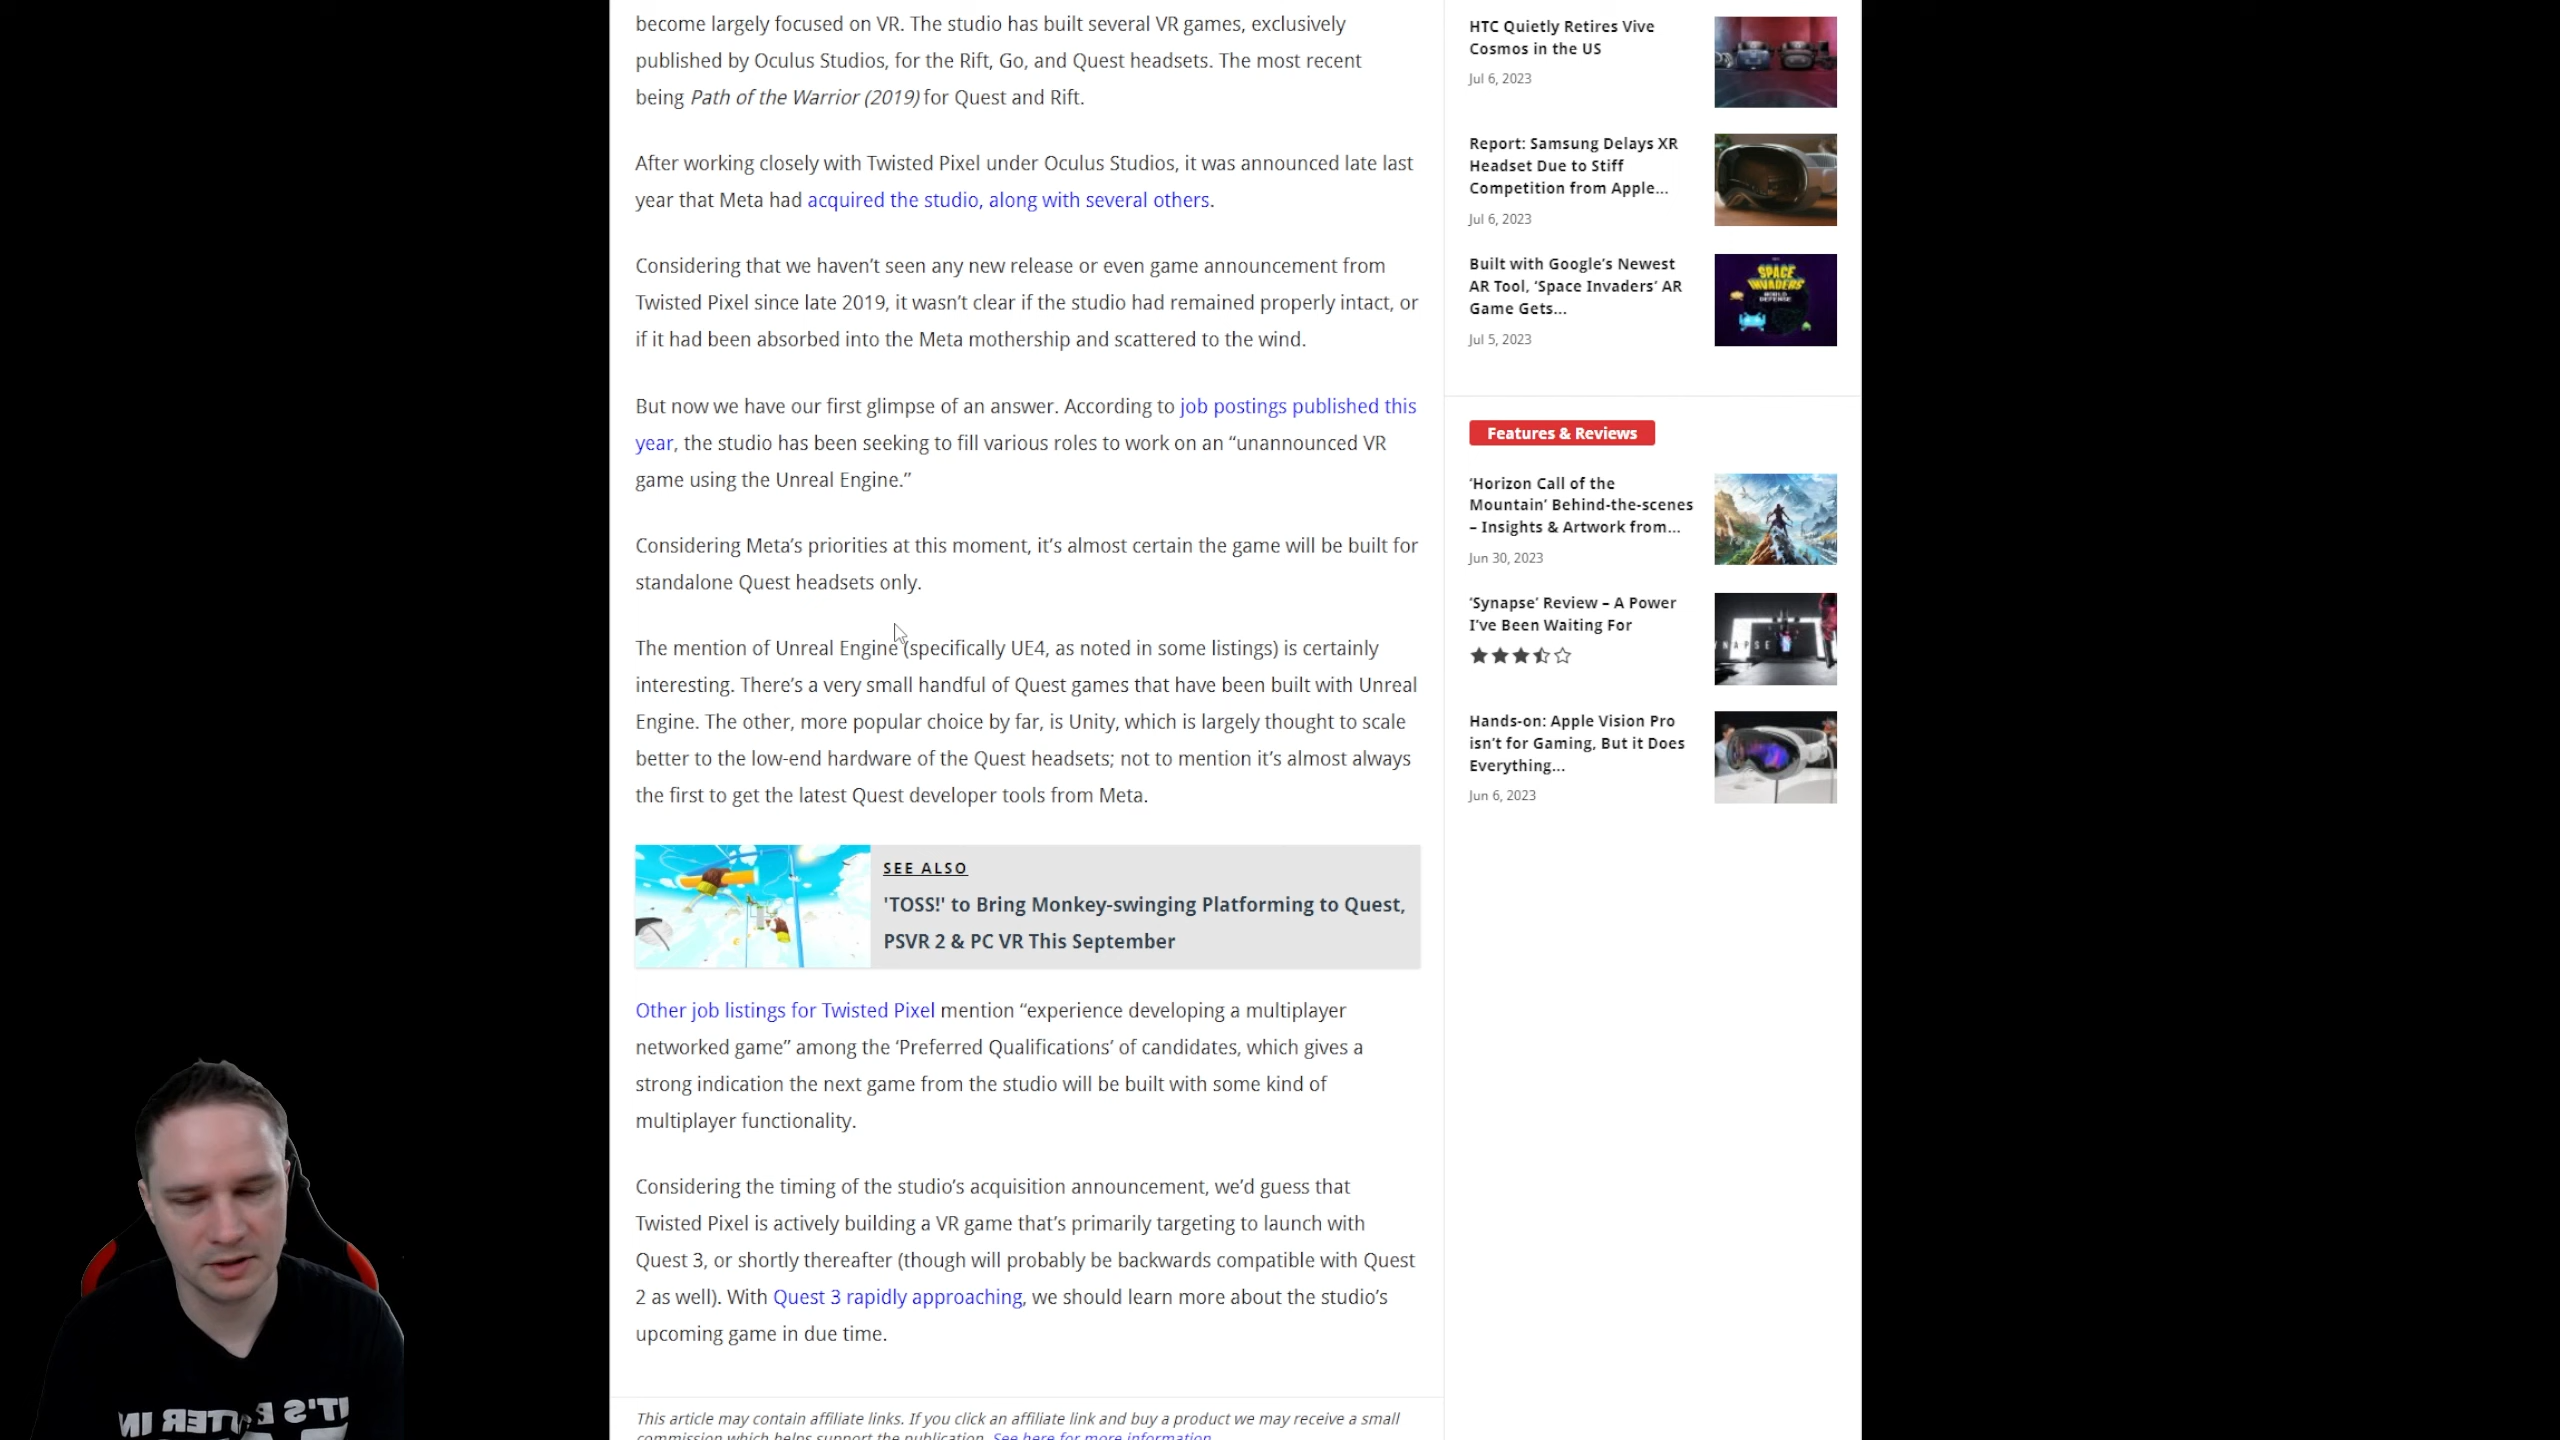 become largely focused on VR. The studio has built several VR games, exclusively
published by Oculus Studios, for the Rift, Go, and Quest headsets. The most recent
being Path of the Warrior (2019) for Quest and Rift.
After working closely with Twisted Pixel under Oculus Studios, it was announced late last
year that Meta had acquired the studio, along with several others.
Considering that we haven’t seen any new release or even game announcement from
Twisted Pixel since late 2019, it wasn’t clear if the studio had remained properly intact, or
if it had been absorbed into the Meta mothership and scattered to the wind.
But now we have our first glimpse of an answer. According to job postings published this
year, the studio has been seeking to fill various roles to work on an “unannounced VR
game using the Unreal Engine.”
Considering Meta’s priorities at this moment, it’s almost certain the game will be built for
standalone Quest headsets only.
The mention of Unreal Engine (specifically UE4, as noted in some listings) is certainly
interesting. There’s a very small handful of Quest games that have been built with Unreal
Engine. The other, more popular choice by far, is Unity, which is largely thought to scale
better to the low-end hardware of the Quest headsets; not to mention it’s almost always
the first to get the latest Quest developer tools from Meta.
SEE ALSO
'TOSS!' to Bring Monkey-swinging Platforming to Quest,
PSVR 2 & PC VR This September
Other job listings for Twisted Pixel mention “experience developing a multiplayer
networked game” among the ‘Preferred Qualifications’ of candidates, which gives a
strong indication the next game from the studio will be built with some kind of
multiplayer functionality.
Considering the timing of the studio’s acquisition announcement, we’d guess that
Twisted Pixel is actively building a VR game that’s primarily targeting to launch with
Quest 3, or shortly thereafter (though will probably be backwards compatible with Quest
2 as well). With Quest 3 rapidly approaching, we should learn more about the studio’s
upcoming game in due time.
This article may contain affiliate links. If you click an affiliate link and buy a product we may receive a small
commission which helps support the publication. See here for more information.
HTC Quietly Retires Vive
Cosmos in the US
Jul 6, 2023
Report: Samsung Delays XR
Headset Due to Stiff
Competition from Apple...
Jul 6, 2023
Built with Google’s Newest
AR Tool, ‘Space Invaders’ AR
Game Gets...
Jul 5, 2023
SPACE
INVADERS
WORLD
DEFENSE
Features & Reviews
‘Horizon Call of the
Mountain’ Behind-the-scenes
– Insights & Artwork from...
Jun 30, 2023
‘Synapse’ Review – A Power
I’ve Been Waiting For
Hands-on: Apple Vision Pro
isn’t for Gaming, But it Does
Everything...
Jun 6, 2023
IT'S